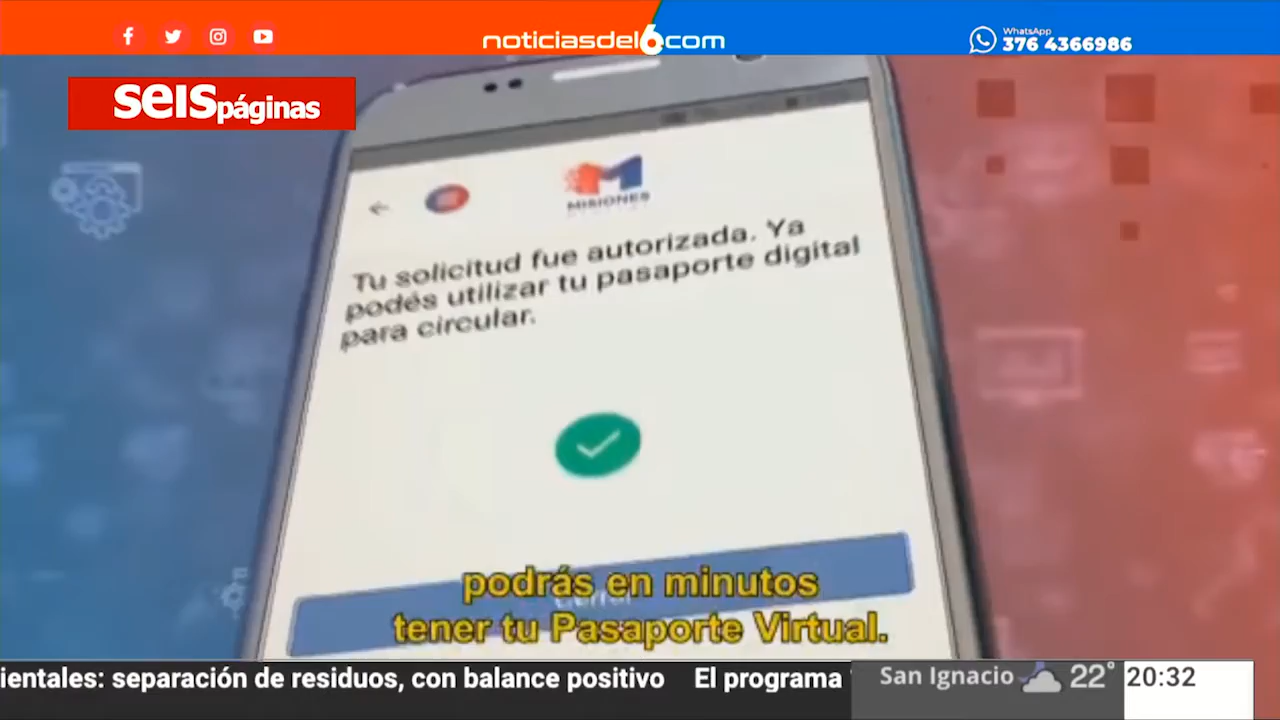 noticiasdel6.com
WhatsApp
376 4366986
seis páginas
MISIONES
Tu solicitud fue autorizada. Ya
podés utilizar tu pasaporte digital
para circular.
podrás en minutos
tener tu Pasaporte Virtual.
ientales: separación de residuos, con balance positivo El programa
San Ignacio 22° 20:32